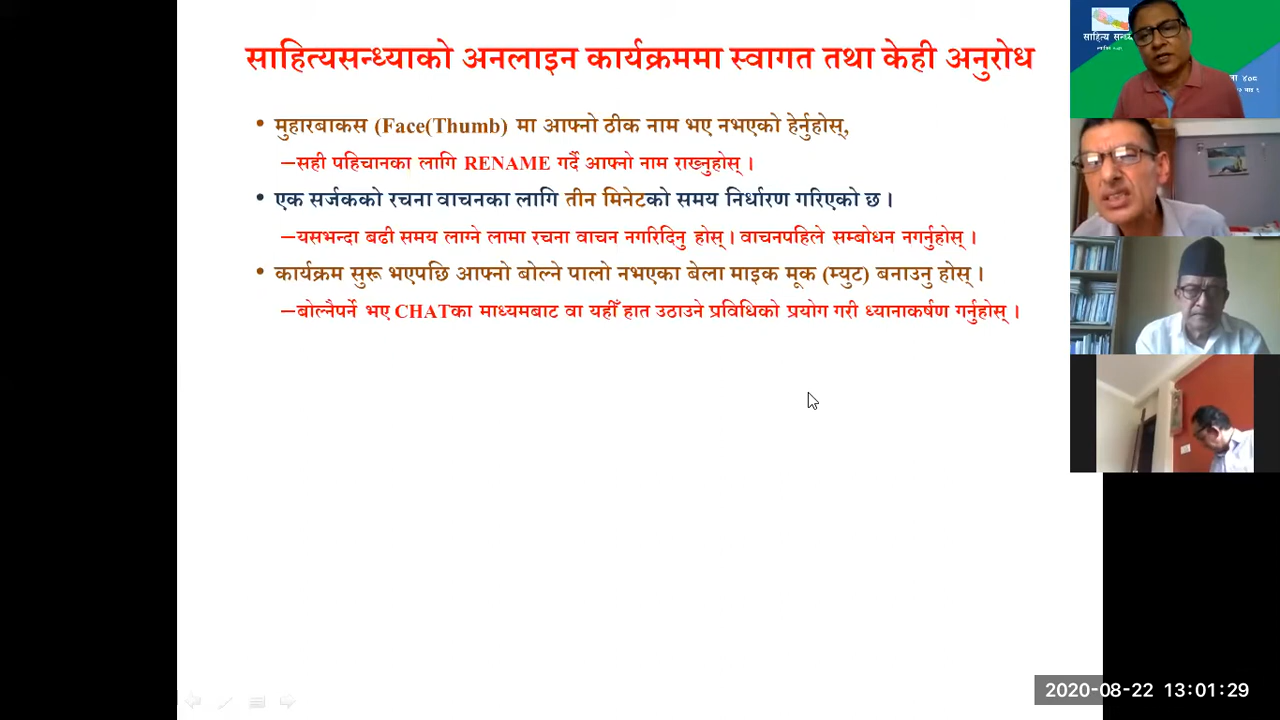 साहित्यसन्ध्याको अनलाइन कार्यक्रममा स्वागत तथा केही अनुरोध
• मुहारबाकस (Face(Thumb) मा आफ्नो ठीक नाम भए नभएको हेर्नुहोस्,
–सही पहिचानका लागि RENAME गर्दै आफ्नो नाम राख्नुहोस् ।
• एक सर्जकको रचना वाचनका लागि तीन मिनेटको समय निर्धारण गरिएको छ ।
–यसभन्दा बढी समय लाग्ने लामा रचना वाचन नगरिदिनु होस् । वाचनपहिले सम्बोधन नगर्नुहोस् ।
• कार्यक्रम सुरू भएपछि आफ्नो बोल्ने पालो नभएका बेला माइक मूक (म्युट) बनाउनु होस् ।
–बोल्नैपर्ने भए CHATका माध्यमबाट वा यहीँ हात उठाउने प्रविधिको प्रयोग गरी ध्यानाकर्षण गर्नुहोस् ।
साहित्य सन्ध्या
४०८
2020-08-22 13:01:29